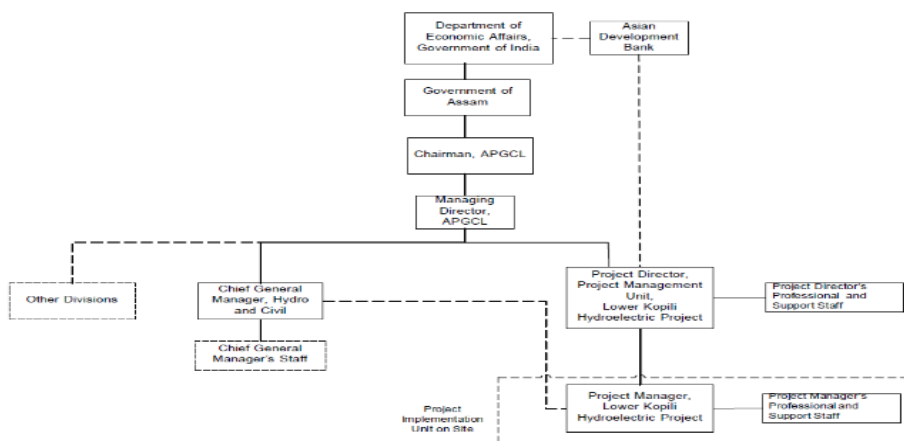 Department of
Economic Affairs,
Government of India
Asian
Development
Bank
Government of
Assam
Chairman, APGCL
Managing
Director,
APGCL
Other Divisions
Chief General
Manager, Hydro
and Civil
Project Director,
Project Management
Unit,
Lower Kopili
Hydroelectric Project
Project Director's
Professional and
Support Staff
Chief General
Manager's Staff
Project
Implementation
Unit on Site
Project Manager,
Lower Kopili
Hydroelectric Project
Project Manager's
Professional and
Support Staff